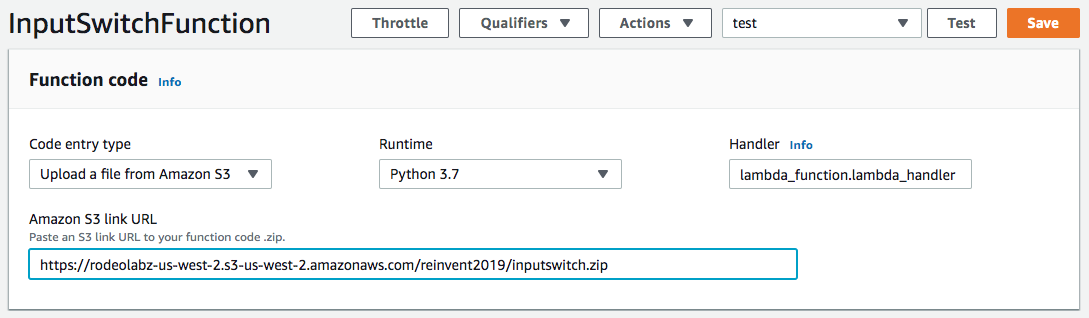 InputSwitchFunction Throttle Qualifiers Actions test Test Save
Function code Info
Code entry type Runtime Handler Info
Upload a file from Amazon S3 Python 3.7 lambda_function.lambda_handler
Amazon S3 link URL
Paste an S3 link URL to your function code .zip.
https://rodeolabz-us-west-2.s3-us-west-2.amazonaws.com/reinvent2019/inputswitch.zip